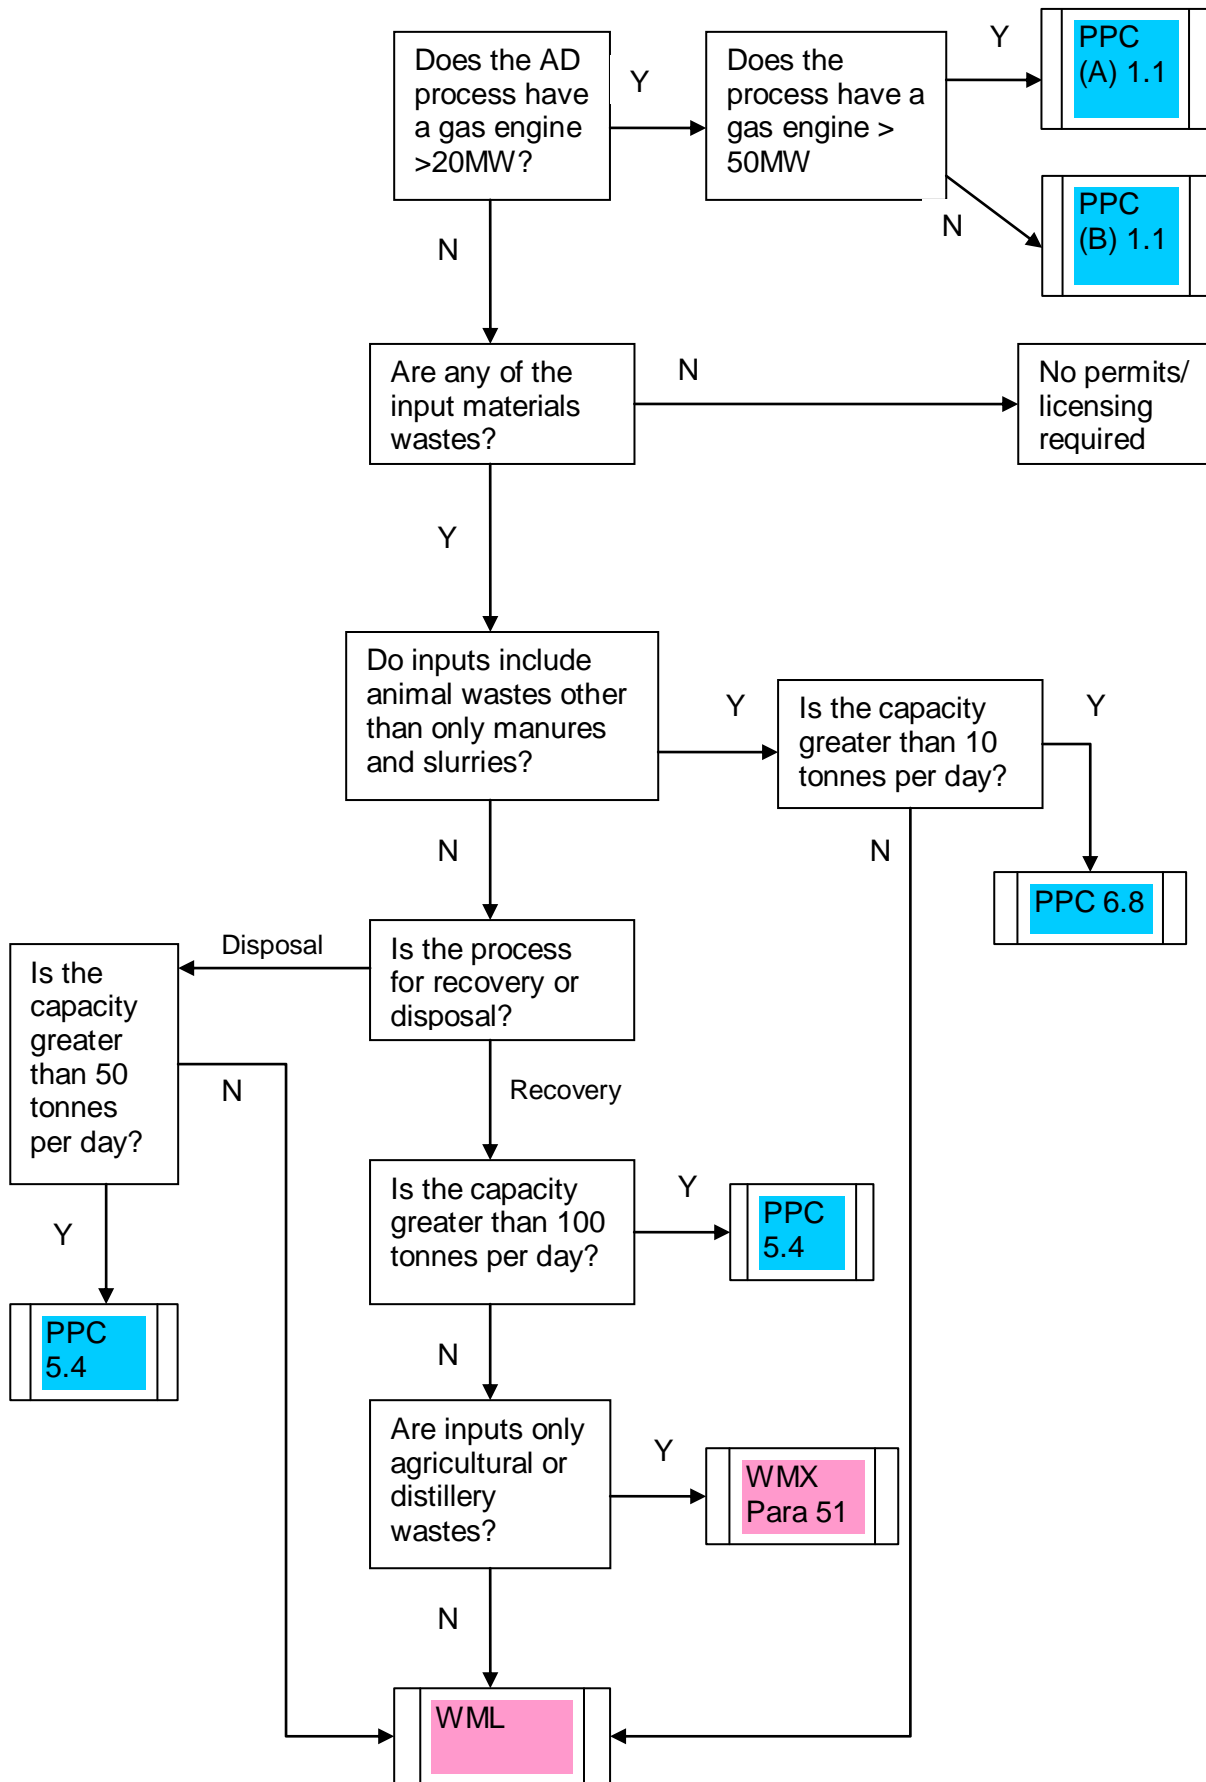 Does the AD
process have
a gas engine
>20MW?
Y
Does the
process have a
gas engine >
50MW
Y
PPC
(A) 1.1
N
PPC
(B) 1.1
N
Are any of the
input materials
wastes?
N
No permits/
licensing
required
Y
Do inputs include
animal wastes other
than only manures
and slurries?
Y
Is the capacity
greater than 10
tonnes per day?
Y
PPC 6.8
N
N
Is the process
for recovery or
disposal?
Disposal
Is the
capacity
greater
than 50
tonnes
per day?
N
Y
PPC
5.4
Recovery
Is the capacity
greater than 100
tonnes per day?
Y
PPC
5.4
N
Are inputs only
agricultural or
distillery
wastes?
Y
WMX
Para 51
N
WML